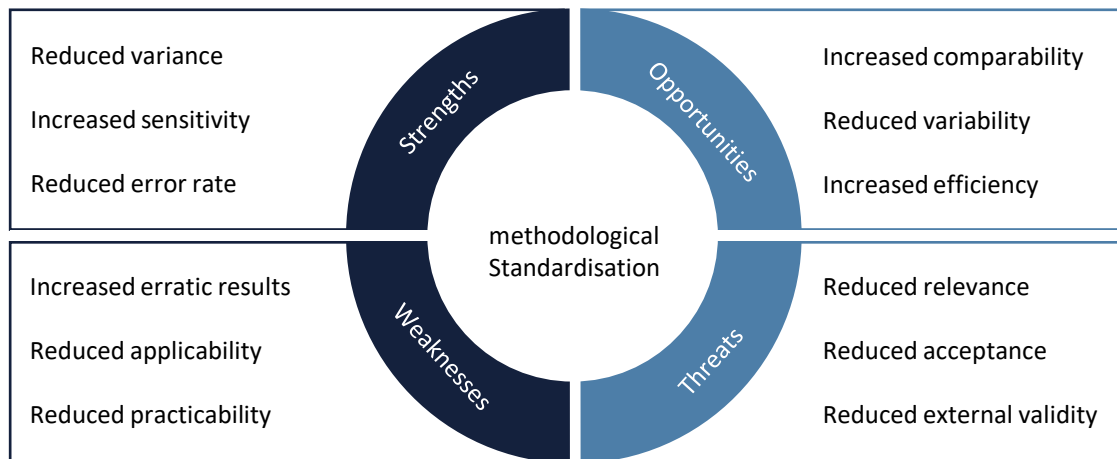 Reduced variance
Increased sensitivity
Reduced error rate
Strengths
Opportunities
Increased comparability
Reduced variability
Increased efficiency
methodological
Standardisation
Increased erratic results
Reduced applicability
Reduced practicability
Weaknesses
Threats
Reduced relevance
Reduced acceptance
Reduced external validity